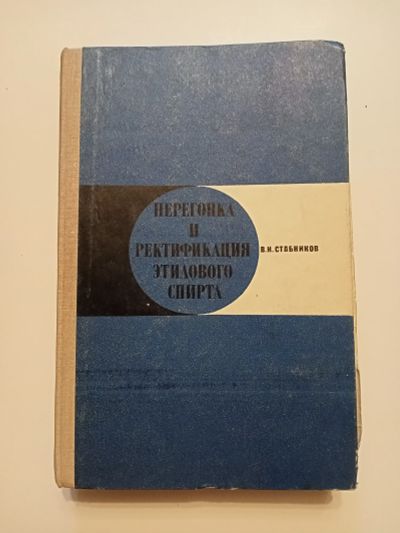 ПЕРЕГОНКА
И
РЕКТИФИКАЦИЯ
ЭТИЛОВОГО
СПИРТА
В.Н. СТАБНИКОВ